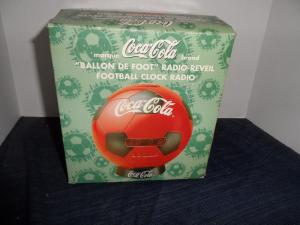 Coca-Cola
marque brand
"BALLON DE FOOT" RADIO-REVEIL
FOOTBALL CLOCK RADIO
Coca-Cola
Coca-Cola